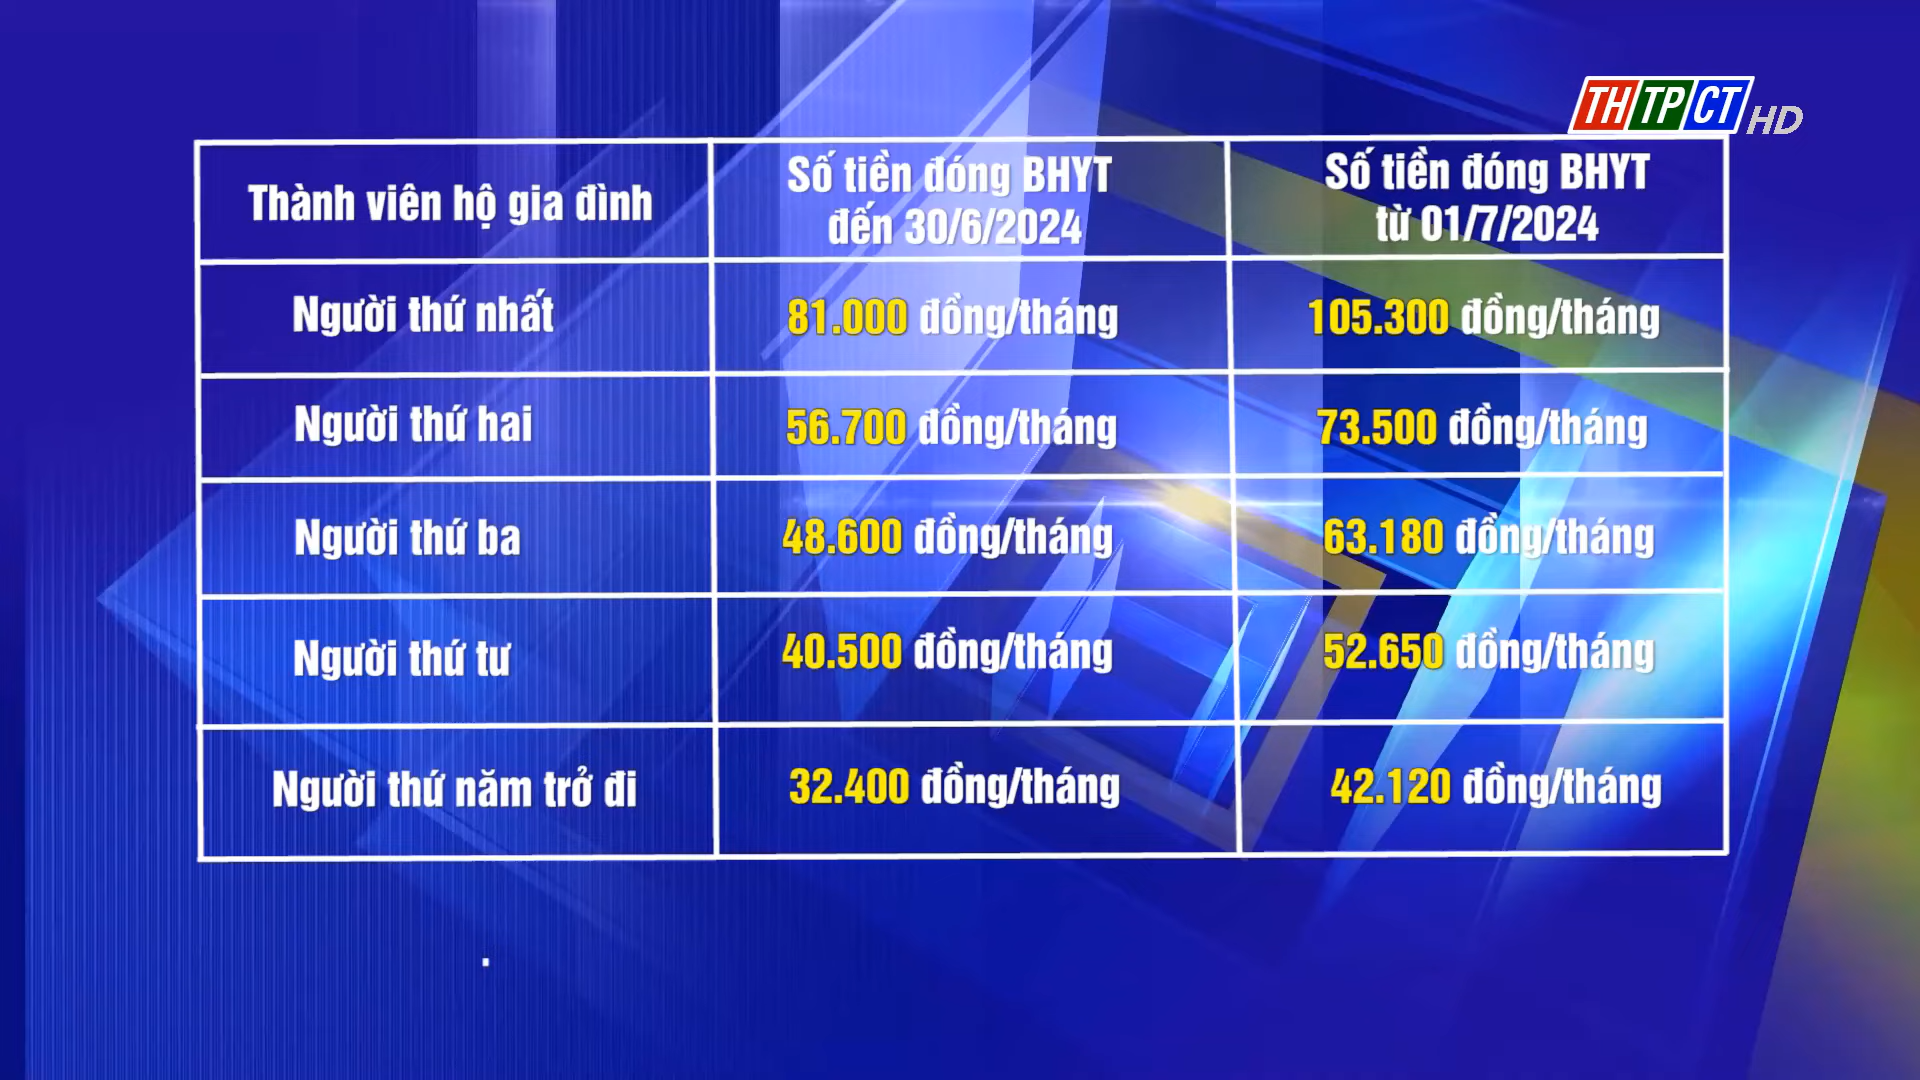 THTPCT HD
Thành viên hộ gia đình
Số tiền đóng BHYT
đến 30/6/2024
Số tiền đóng BHYT
từ 01/7/2024
Người thứ nhất
81.000 đồng/tháng
105.300 đồng/tháng
Người thứ hai
56.700 đồng/tháng
73.500 đồng/tháng
Người thứ ba
48.600 đồng/tháng
63.180 đồng/tháng
Người thứ tư
40.500 đồng/tháng
52.650 đồng/tháng
Người thứ năm trở đi
32.400 đồng/tháng
42.120 đồng/tháng